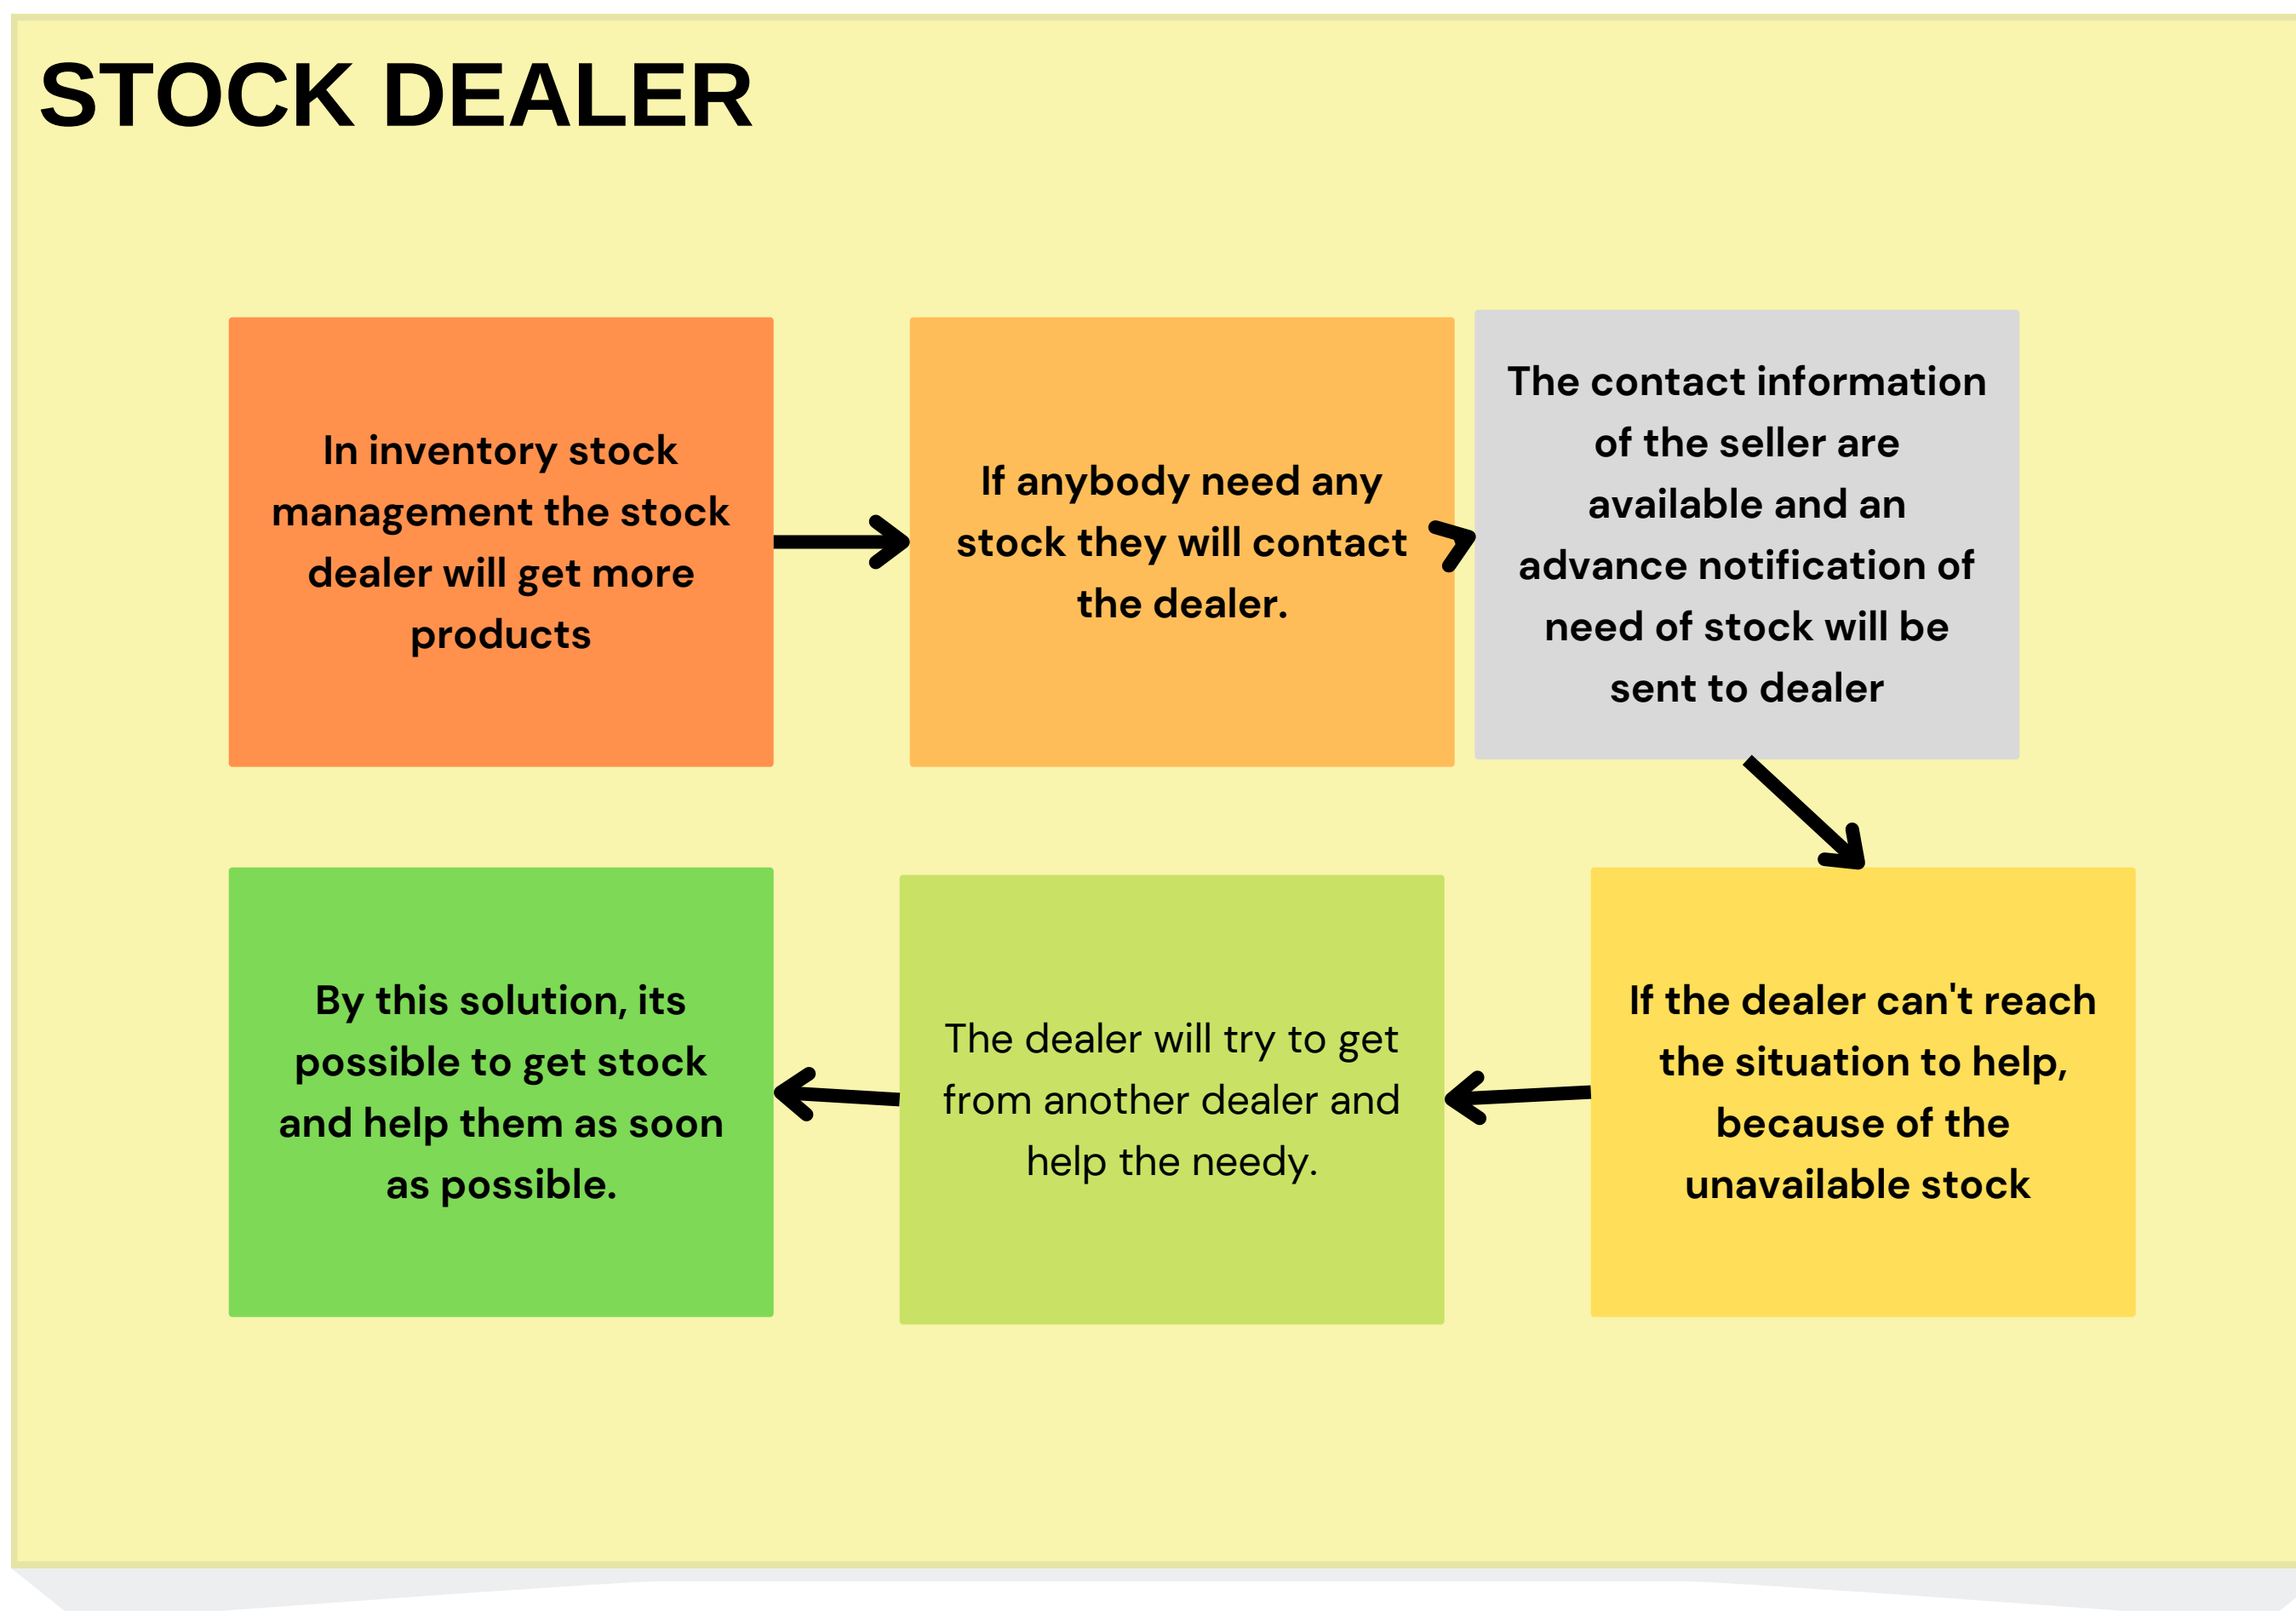 STOCK DEALER
In inventory stock
management the stock
dealer will get more
products
If anybody need any
stock they will contact
the dealer.
The contact information
of the seller are
available and an
advance notification of
need of stock will be
sent to dealer
If the dealer can't reach
the situation to help,
because of the
unavailable stock
The dealer will try to get
from another dealer and
help the needy.
By this solution, its
possible to get stock
and help them as soon
as possible.